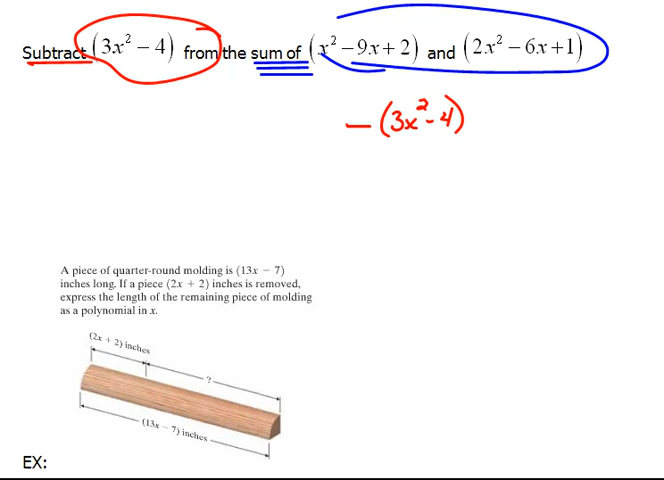 Subtract (3x² − 4) from the sum of (x² − 9x + 2) and (2x² − 6x + 1)
− (3x² - 4)
A piece of quarter-round molding is (13x − 7)
inches long. If a piece (2x + 2) inches is removed,
express the length of the remaining piece of molding
as a polynomial in x.
(2x + 2) inches
?
(13x − 7) inches
EX: